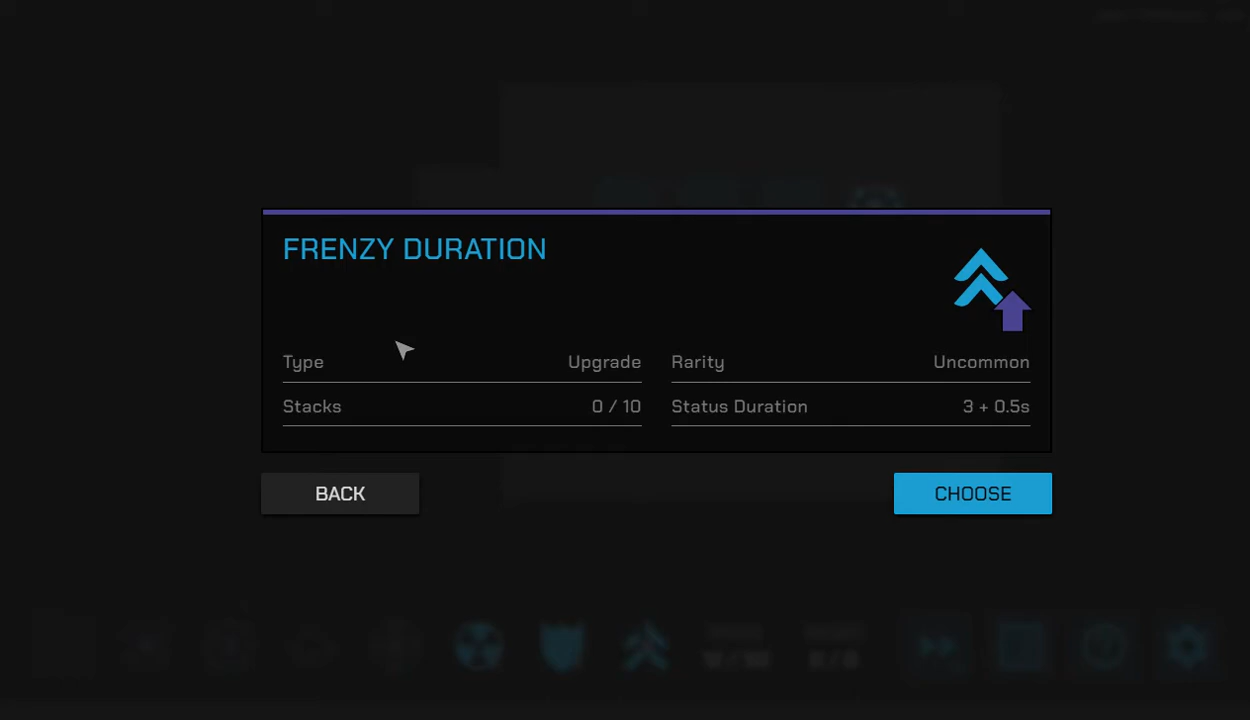 FRENZY DURATION
Type Upgrade Rarity Uncommon
Stacks 0 / 10 Status Duration 3 + 0.5s
BACK CHOOSE